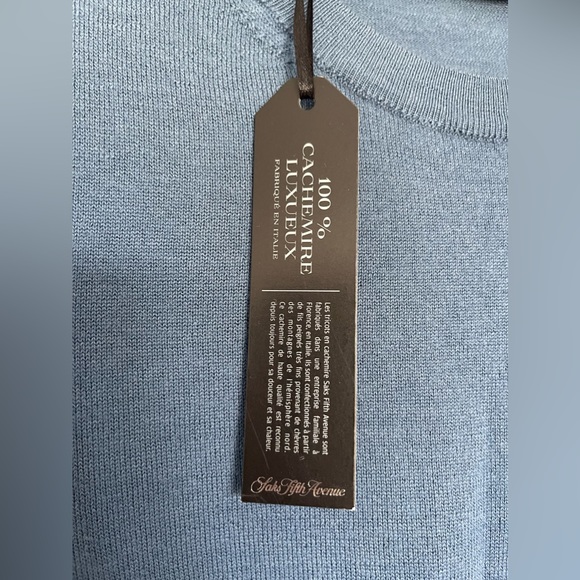 100 %
CACHEMIRE
LUXUEUX
FABRIQUÉ EN ITALIE
Les tricots en cachemire Saks Fifth Avenue sont
fabriqués dans une entreprise familiale à
Florence, en Italie. Ils sont confectionnés à partir
de fils peignés très fins provenant de chèvres
des montagnes de l'hémisphère nord.
Ce cachemire de haute qualité est reconnu
depuis toujours pour sa douceur et sa chaleur.
Saks Fifth Avenue